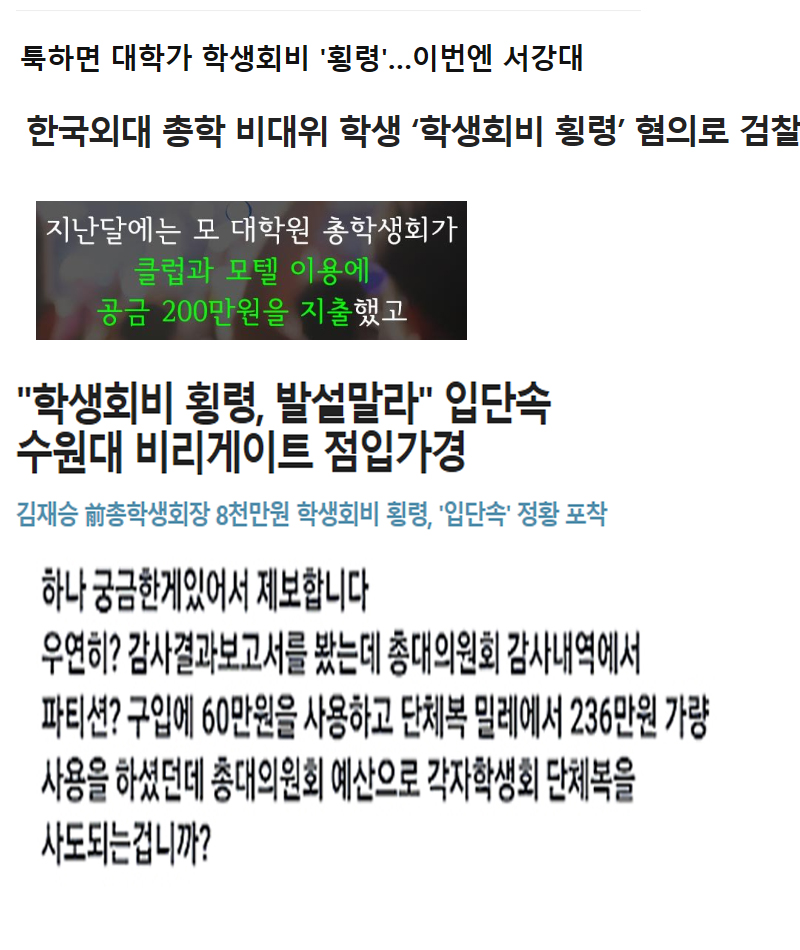 툭하면 대학가 학생회비 '횡령'...이번엔 서강대
한국외대 총학 비대위 학생 ‘학생회비 횡령’ 혐의로 검찰
지난달에는 모 대학원 총학생회가
클럽과 모텔 이용에
공금 200만원을 지출했고
"학생회비 횡령, 발설말라" 입단속
수원대 비리게이트 점입가경
김재승 前총학생회장 8천만원 학생회비 횡령, '입단속' 정황 포착
하나 궁금한게있어서 제보합니다
우연히? 감사결과보고서를 봤는데 총대의원회 감사내역에서
파티션? 구입에 60만원을 사용하고 단체복 밀레에서 236만원 가량
사용을 하셨던데 총대의원회 예산으로 각자학생회 단체복을
사도되는겁니까?